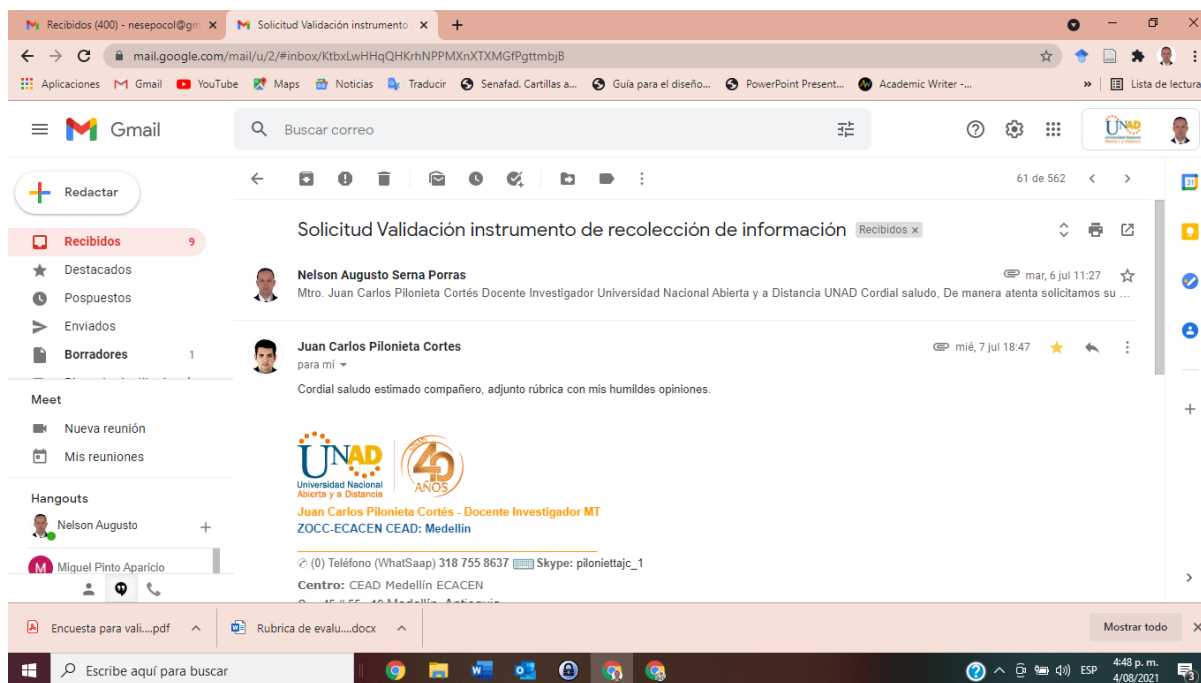 Recibidos (400) - nesepocol@gm
Solicitud Validación instrumento
mail.google.com/mail/u/2/#inbox/KtbxLwHHqQHKrhNPPMXnXTXMGfPgttmbjB
Aplicaciones Gmail YouTube Maps Noticias Traducir Senafad. Cartillas a... Guía para el diseño... PowerPoint Present... Academic Writer -... » Lista de lectura
Gmail
Buscar correo
UNAD
Redactar
61 de 562
31
Solicitud Validación instrumento de recolección de información Recibidos x
Recibidos 9
Destacados
Pospuestos
Enviados
Borradores 1
Nelson Augusto Serna Porras mar, 6 jul 11:27
Mtro. Juan Carlos Pilonieta Cortés Docente Investigador Universidad Nacional Abierta y a Distancia UNAD Cordial saludo, De manera atenta solicitamos su ...
Juan Carlos Pilonieta Cortes mié, 7 jul 18:47
para mí
Cordial saludo estimado compañero, adjunto rúbrica con mis humildes opiniones.
Meet
Nueva reunión
Mis reuniones
Hangouts
Nelson Augusto
M Miguel Pinto Aparicio
UNAD
Universidad Nacional
Abierta y a Distancia
UNAD
40
AÑOS
Juan Carlos Pilonieta Cortés - Docente Investigador MT
ZOCC-ECACEN CEAD: Medellín
(0) Teléfono (WhatSaap) 318 755 8637 Skype: piloniettajc_1
Centro: CEAD Medellín ECACEN
Encuesta para vali....pdf
Rubrica de evalu....docx
Mostrar todo
Escribe aquí para buscar
ESP
4:48 p. m.
4/08/2021
3